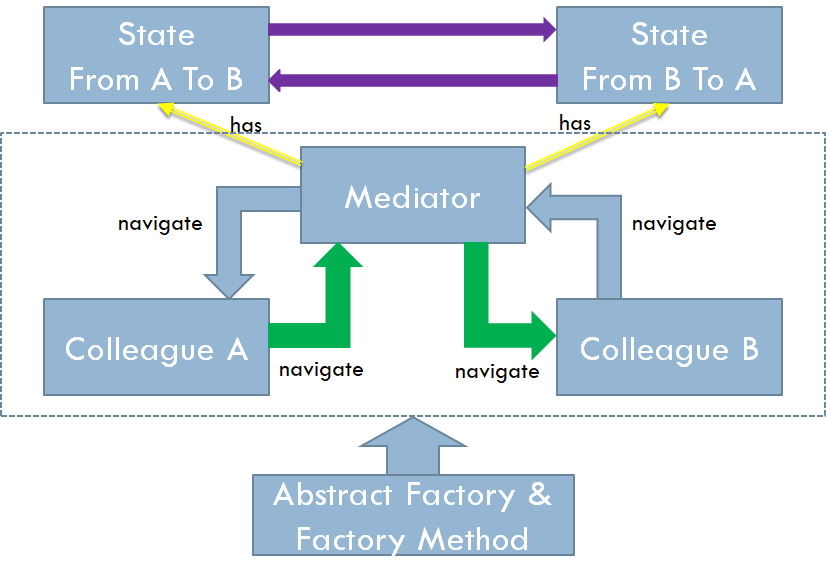 State
From A To B
State
From B To A
has
has
Mediator
navigate
navigate
Colleague A
Colleague B
navigate
navigate
Abstract Factory &
Factory Method